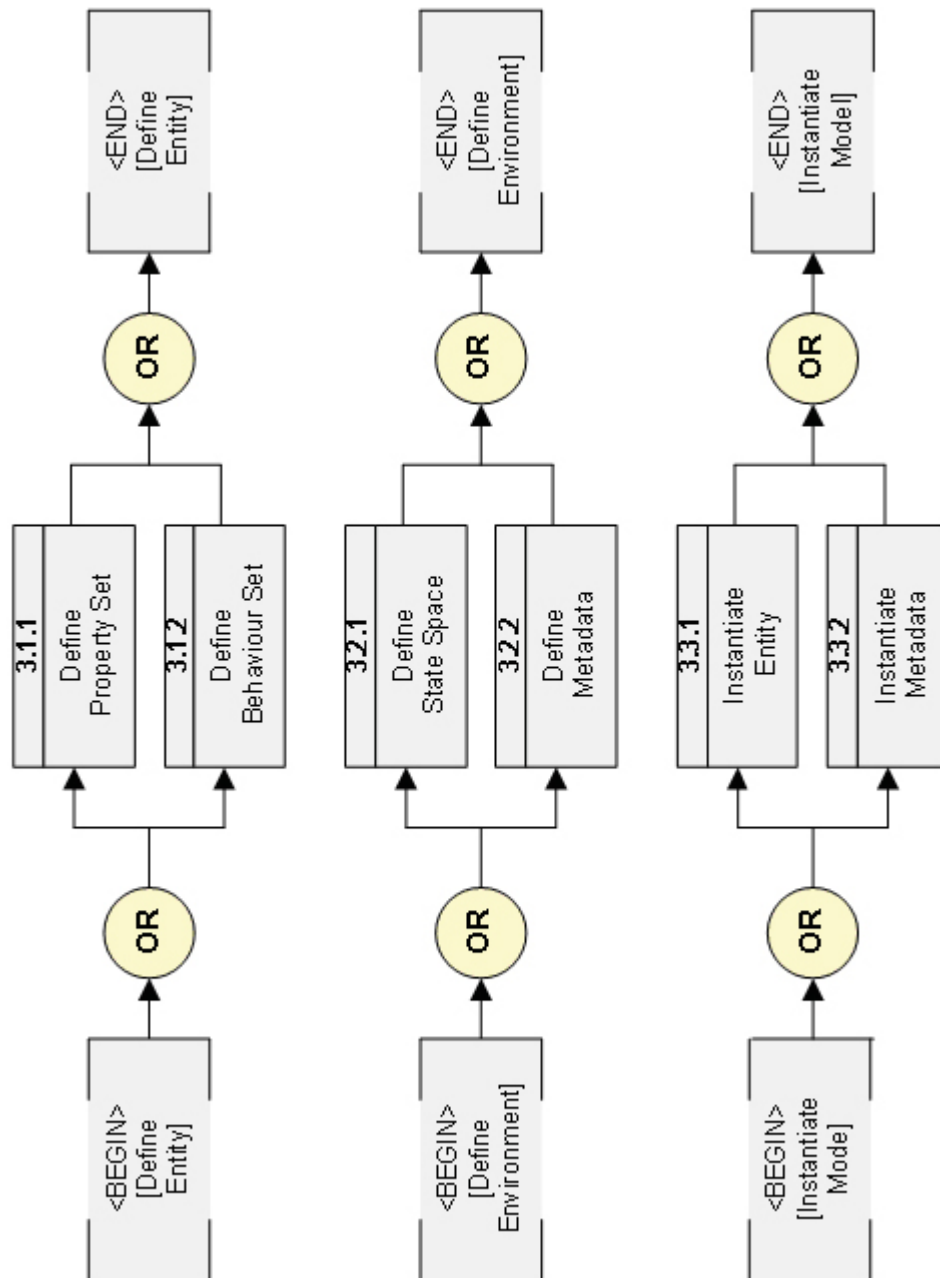 <BEGIN>
[Define
Entity]
OR
3.1.1
Define
Property Set
3.1.2
Define
Behaviour Set
OR
<END>
[Define
Entity]
<BEGIN>
[Define
Environment]
OR
3.2.1
Define
State Space
3.2.2
Define
Metadata
OR
<END>
[Define
Environment]
<BEGIN>
[Instantiate
Mode]
OR
3.3.1
Instantiate
Entity
3.3.2
Instantiate
Metadata
OR
<END>
[Instantiate
Model]